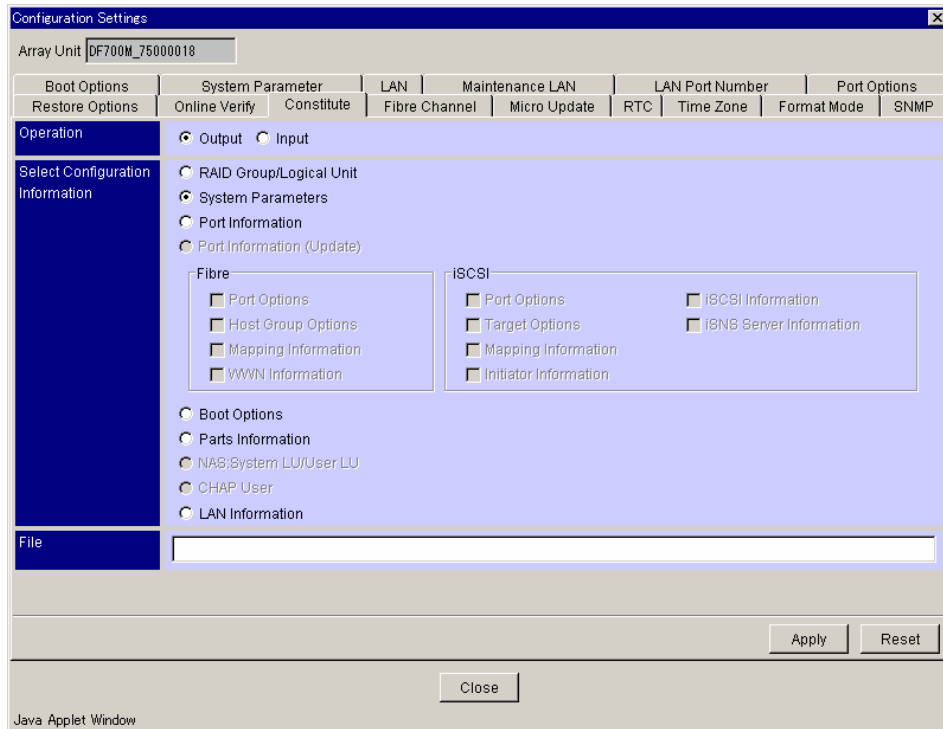 Configuration Settings
Array Unit DF700M_75000018
Boot Options System Parameter LAN Maintenance LAN LAN Port Number Port Options
Restore Options Online Verify Constitute Fibre Channel Micro Update RTC Time Zone Format Mode SNMP
Operation Output Input
Select Configuration Information
RAID Group/Logical Unit
System Parameters
Port Information
Port Information (Update)
Fibre
Port Options
Host Group Options
Mapping Information
WWN Information
iSCSI
Port Options iSCSI Information
Target Options iSNS Server Information
Mapping Information
Initiator Information
Boot Options
Parts Information
NAS:System LU/User LU
CHAP User
LAN Information
File
Apply Reset
Close
Java Applet Window